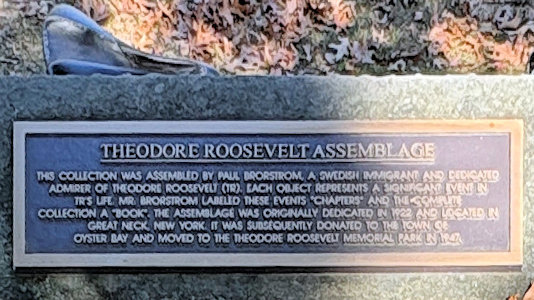 THEODORE ROOSEVELT ASSEMBLAGE
THIS COLLECTION WAS ASSEMBLED BY PAUL BRORSTROM, A SWEDISH IMMIGRANT AND DEDICATED
ADMIRER OF THEODORE ROOSEVELT (TR). EACH OBJECT REPRESENTS A SIGNIFICANT EVENT IN
TR'S LIFE. MR. BRORSTROM LABELED THESE EVENTS "CHAPTERS" AND THE COMPLETE
COLLECTION A "BOOK". THE ASSEMBLAGE WAS ORIGINALLY DEDICATED IN 1922 AND LOCATED IN
GREAT NECK, NEW YORK. IT WAS SUBSEQUENTLY DONATED TO THE TOWN OF
OYSTER BAY AND MOVED TO THE THEODORE ROOSEVELT MEMORIAL PARK IN 1947.